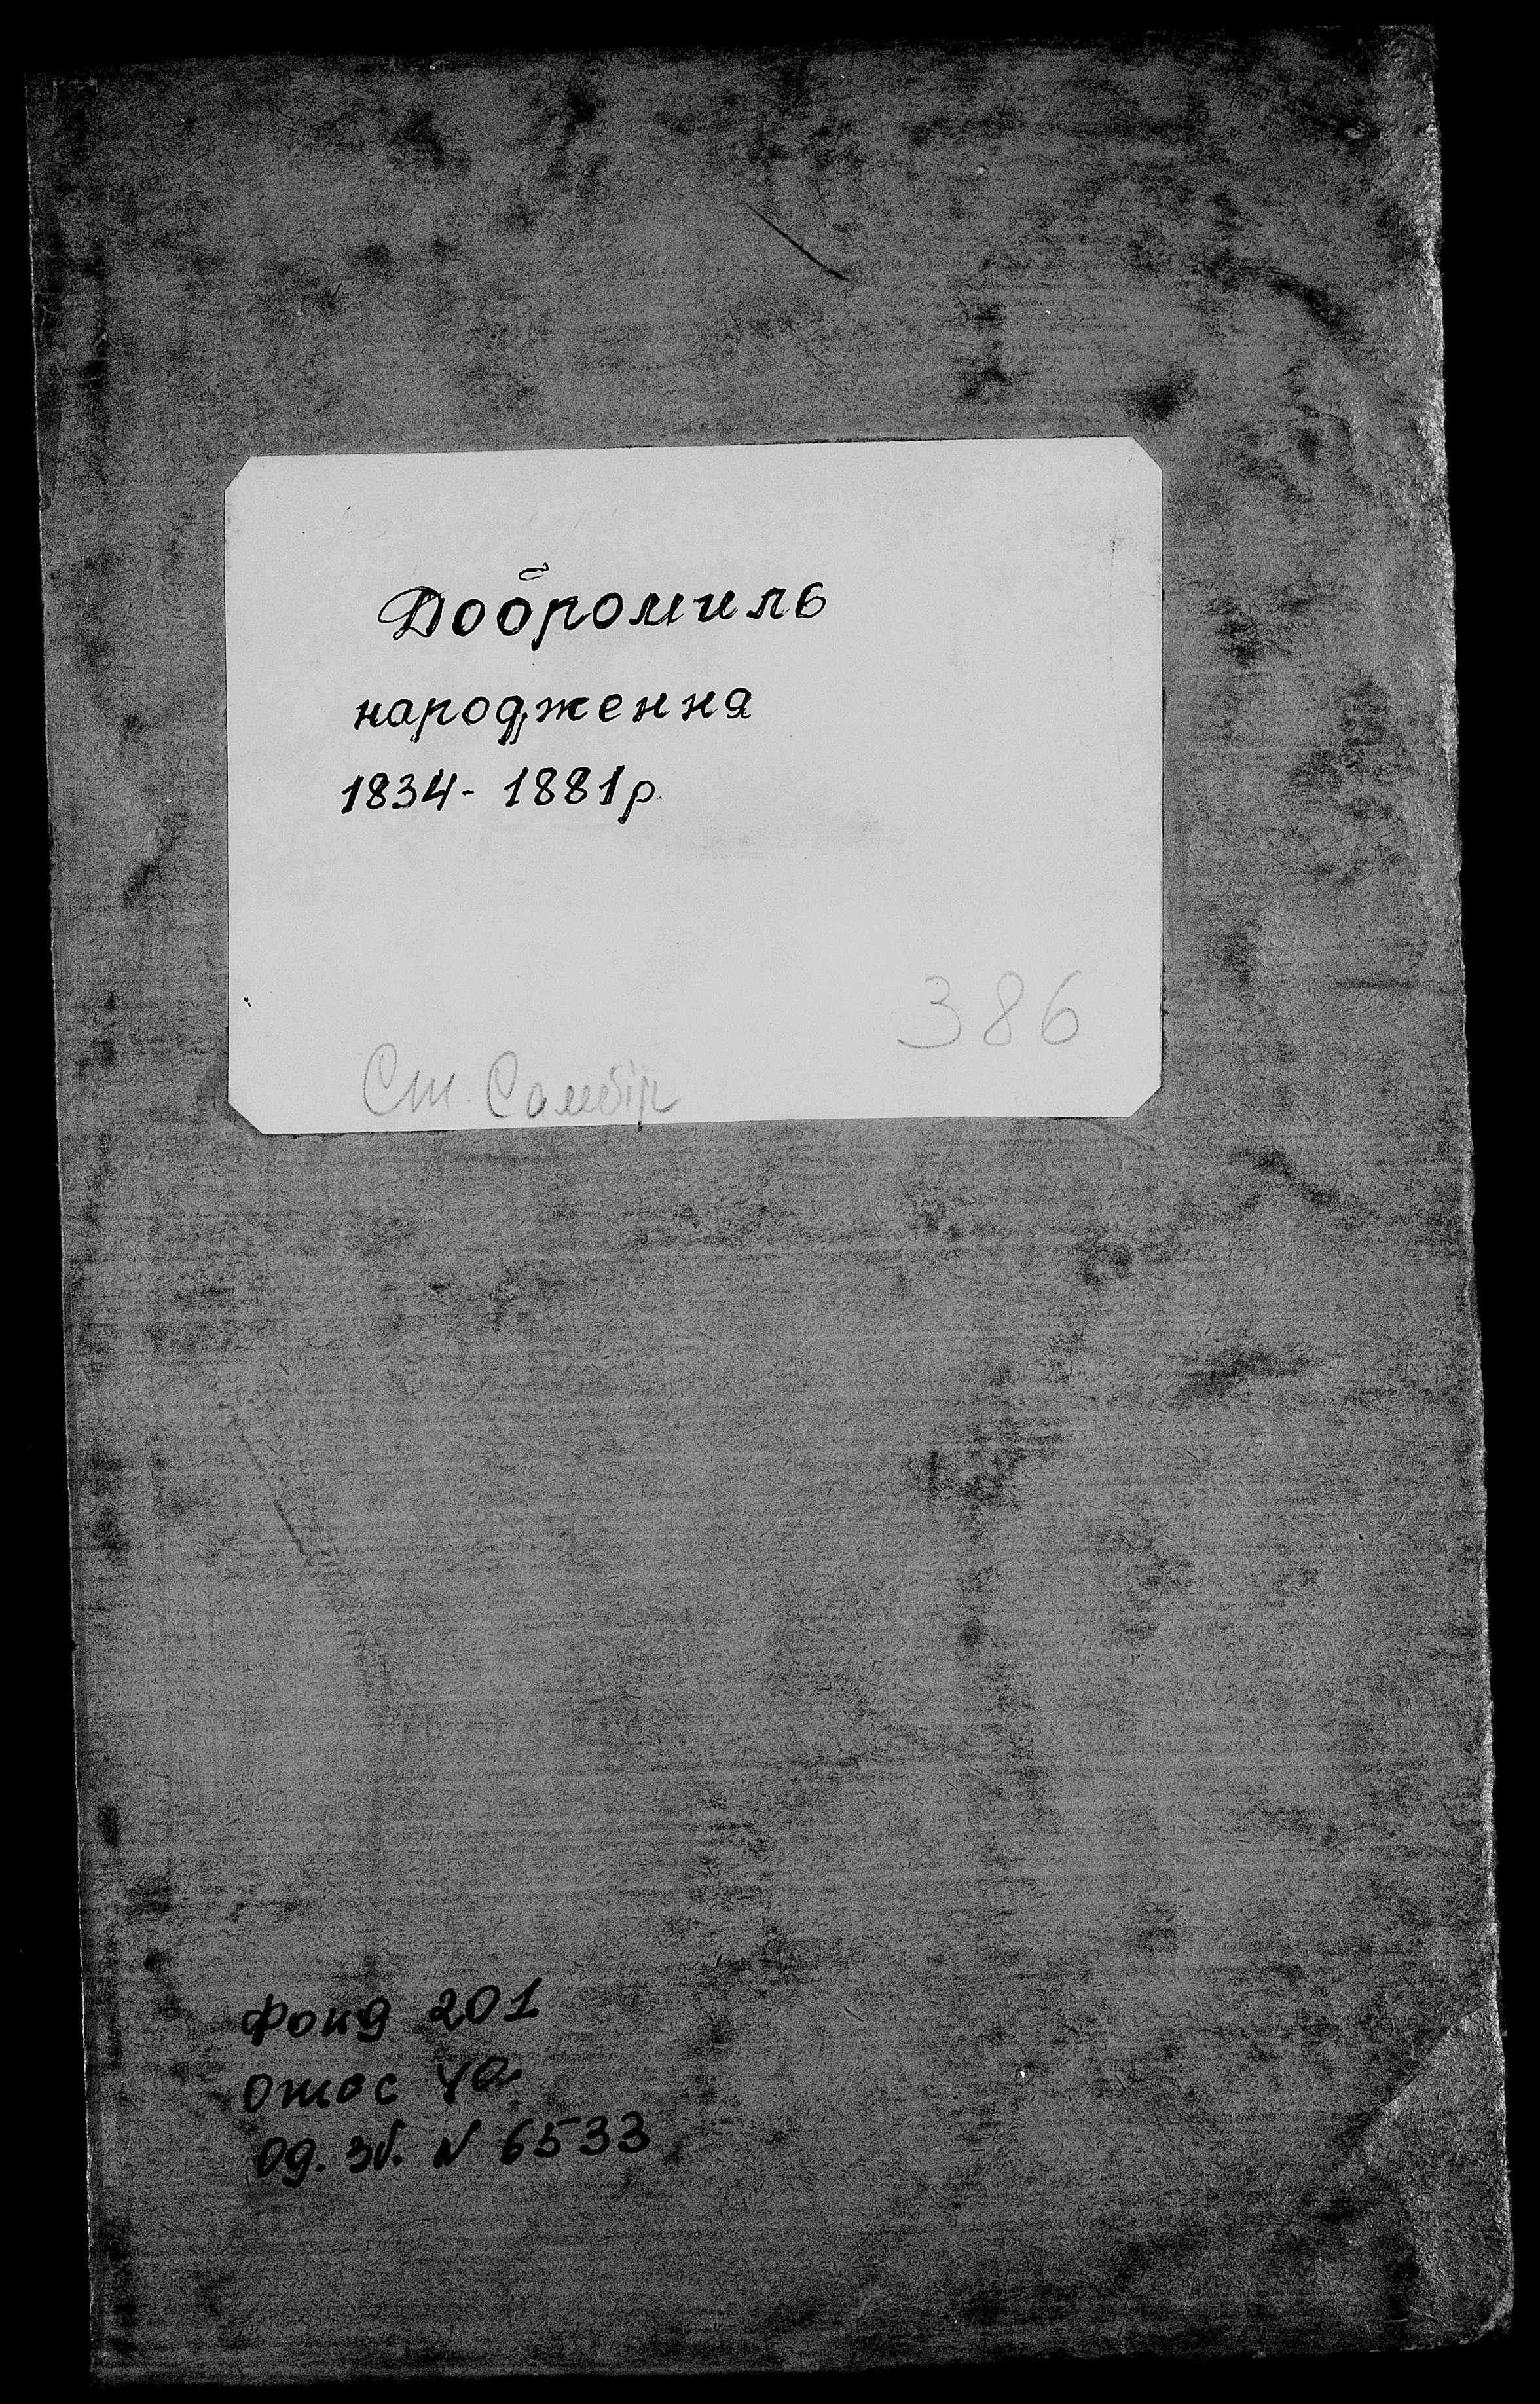 Добромиль
народження
1834- 1881р.
386
Ст. Самбір
Фонд 201
Опис 4а
Од. зб. N 6533